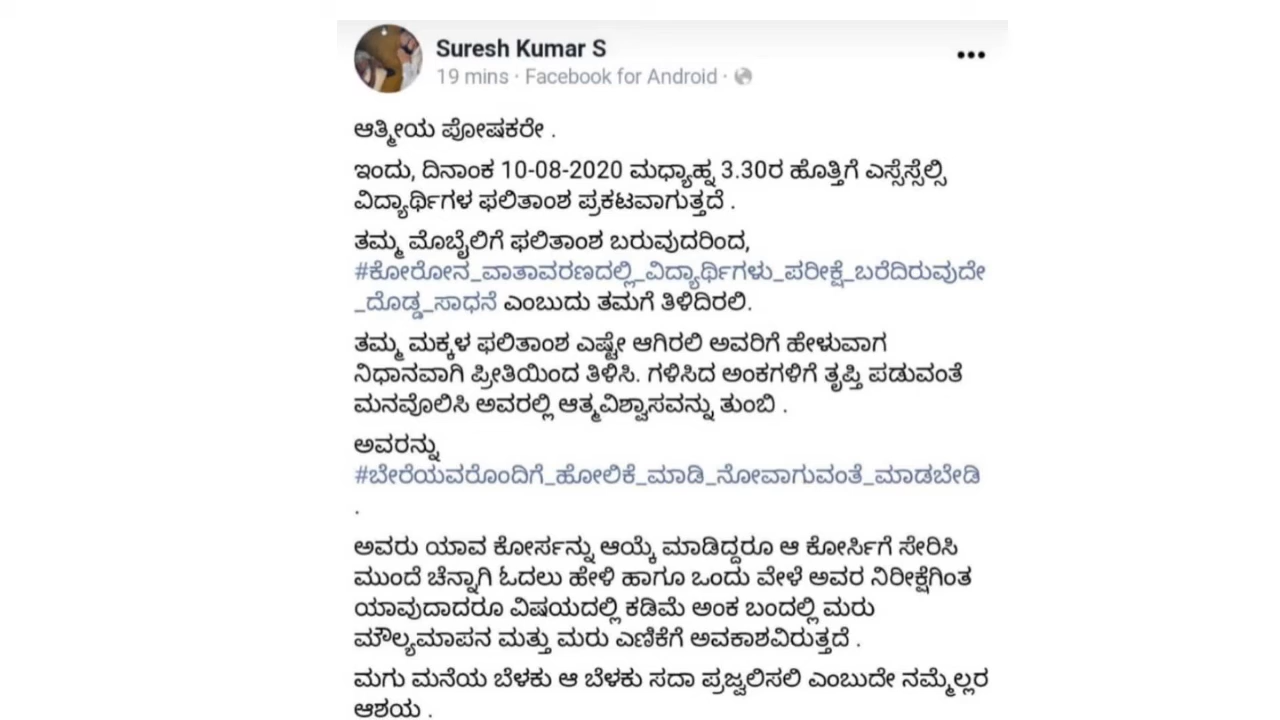 Suresh Kumar S
19 mins · Facebook for Android ·
ಆತ್ಮೀಯ ಪೋಷಕರೇ .
ಇಂದು, ದಿನಾಂಕ 10-08-2020 ಮಧ್ಯಾಹ್ನ 3.30ರ ಹೊತ್ತಿಗೆ ಎಸ್ಸೆಸ್ಸೆಲ್ಸಿ
ವಿದ್ಯಾರ್ಥಿಗಳ ಫಲಿತಾಂಶ ಪ್ರಕಟವಾಗುತ್ತದೆ .
ತಮ್ಮ ಮೊಬೈಲಿಗೆ ಫಲಿತಾಂಶ ಬರುವುದರಿಂದ,
#ಕೋರೋನ_ವಾತಾವರಣದಲ್ಲಿ_ವಿದ್ಯಾರ್ಥಿಗಳು_ಪರೀಕ್ಷೆ_ಬರೆದಿರುವುದೇ
_ದೊಡ್ಡ_ಸಾಧನೆ ಎಂಬುದು ತಮಗೆ ತಿಳಿದಿರಲಿ.
ತಮ್ಮ ಮಕ್ಕಳ ಫಲಿತಾಂಶ ಎಷ್ಟೇ ಆಗಿರಲಿ ಅವರಿಗೆ ಹೇಳುವಾಗ
ನಿಧಾನವಾಗಿ ಪ್ರೀತಿಯಿಂದ ತಿಳಿಸಿ. ಗಳಿಸಿದ ಅಂಕಗಳಿಗೆ ತೃಪ್ತಿ ಪಡುವಂತೆ
ಮನವೊಲಿಸಿ ಅವರಲ್ಲಿ ಆತ್ಮವಿಶ್ವಾಸವನ್ನು ತುಂಬಿ .
ಅವರನ್ನು
#ಬೇರೆಯವರೊಂದಿಗೆ_ಹೋಲಿಕೆ_ಮಾಡಿ_ನೋವಾಗುವಂತೆ_ಮಾಡಬೇಡಿ
.
ಅವರು ಯಾವ ಕೋರ್ಸನ್ನು ಆಯ್ಕೆ ಮಾಡಿದ್ದರೂ ಆ ಕೋರ್ಸಿಗೆ ಸೇರಿಸಿ
ಮುಂದೆ ಚೆನ್ನಾಗಿ ಓದಲು ಹೇಳಿ ಹಾಗೂ ಒಂದು ವೇಳೆ ಅವರ ನಿರೀಕ್ಷೆಗಿಂತ
ಯಾವುದಾದರೂ ವಿಷಯದಲ್ಲಿ ಕಡಿಮೆ ಅಂಕ ಬಂದಲ್ಲಿ ಮರು
ಮೌಲ್ಯಮಾಪನ ಮತ್ತು ಮರು ಎಣಿಕೆಗೆ ಅವಕಾಶವಿರುತ್ತದೆ .
ಮಗು ಮನೆಯ ಬೆಳಕು ಆ ಬೆಳಕು ಸದಾ ಪ್ರಜ್ವಲಿಸಲಿ ಎಂಬುದೇ ನಮ್ಮೆಲ್ಲರ
ಆಶಯ .